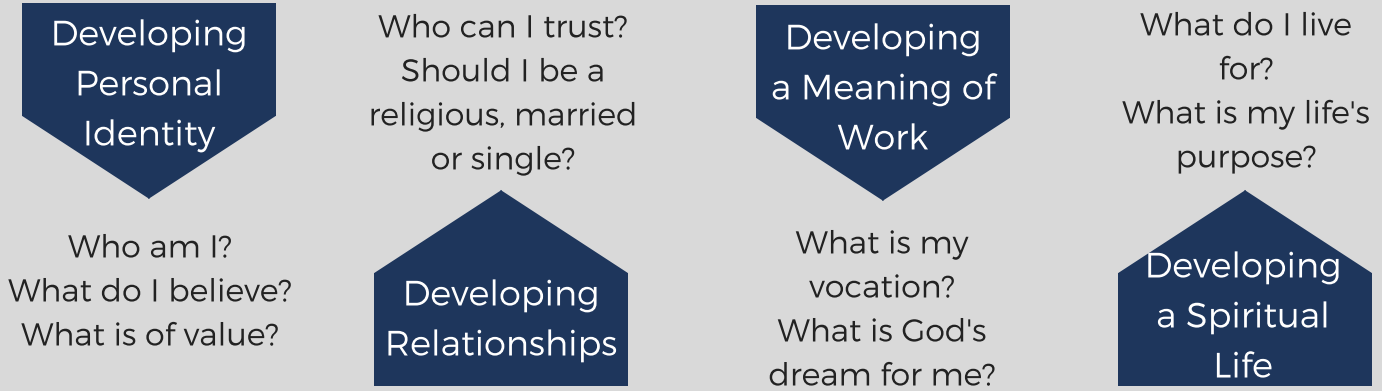 Developing
Personal
Identity
Who am I?
What do I believe?
What is of value?
Who can I trust?
Should I be a
religious, married
or single?
Developing
Relationships
Developing
a Meaning of
Work
What is my
vocation?
What is God's
dream for me?
What do I live
for?
What is my life's
purpose?
Developing
a Spiritual
Life